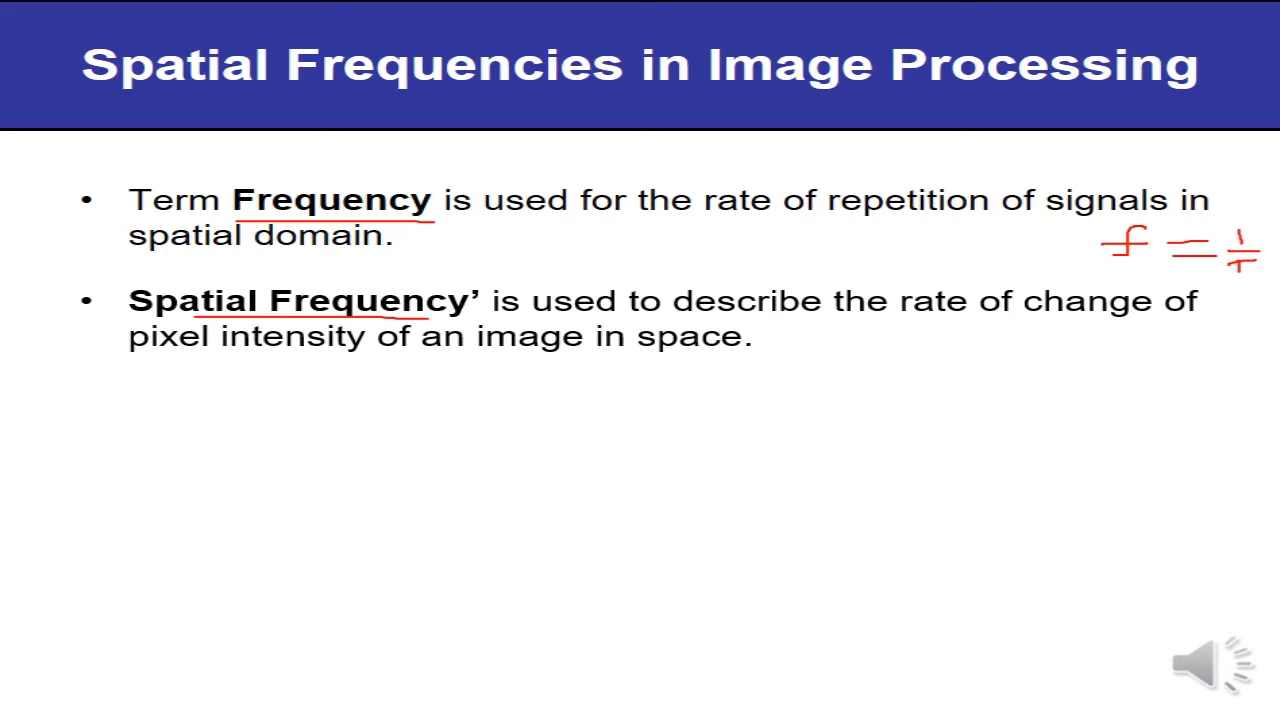 Spatial Frequencies in Image Processing
• Term Frequency is used for the rate of repetition of signals in
spatial domain.
f = 1/T
• Spatial Frequency’ is used to describe the rate of change of
pixel intensity of an image in space.